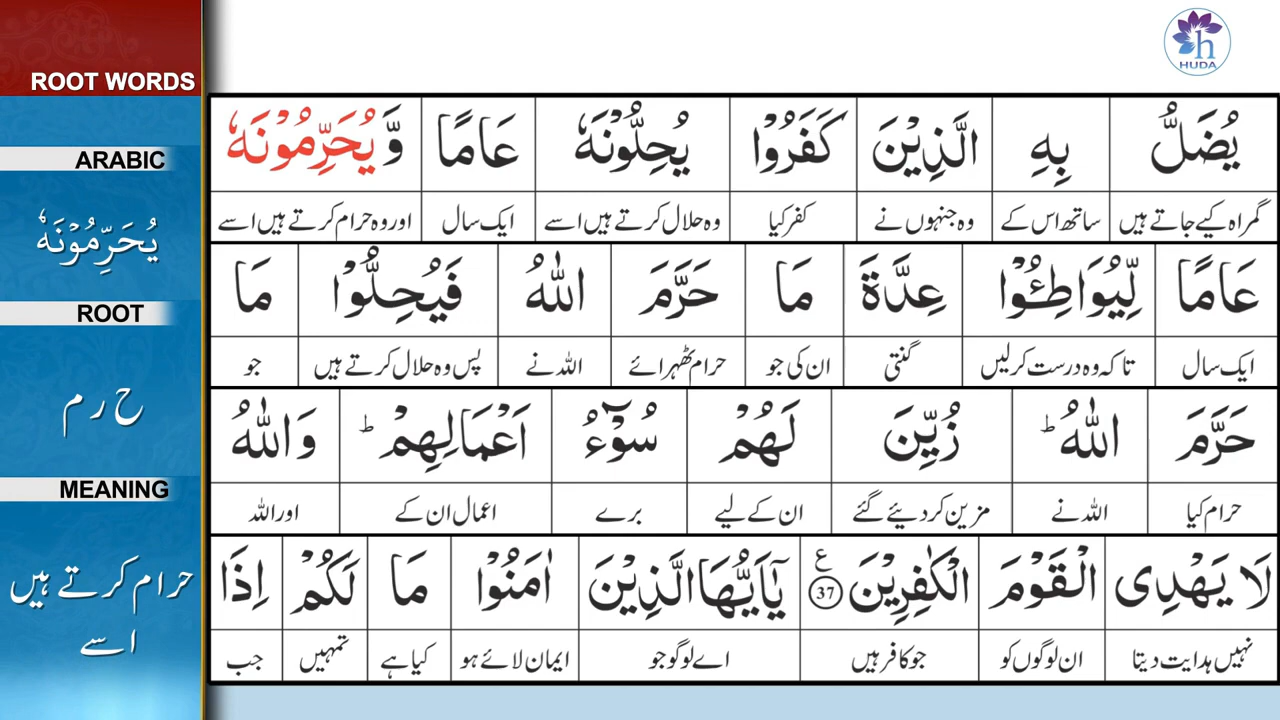 ROOT WORDS
ARABIC
يُحَرِّمُوْنَهٗ
ROOT
ح ر م
MEANING
حرام کرتے ہیں
اسے
HUDA
يُضَلُّ بِهِ الَّذِيْنَ كَفَرُوْا يُحِلُّوْنَهٗ عَامًا وَّ يُحَرِّمُوْنَهٗ
گمراہ کیے جاتے ہیں ساتھ اس کے وہ جنہوں نے کفر کیا وہ حلال کرتے ہیں اسے ایک سال اور وہ حرام کرتے ہیں اسے
عَامًا لِّيُوَاطِـُٔوْا عِدَّةَ مَا حَرَّمَ اللّٰهُ فَيُحِلُّوْا مَا
ایک سال تاکہ وہ درست کرلیں گنتی ان کی جو حرام ٹھہرائے اللہ نے پس وہ حلال کرتے ہیں جو
حَرَّمَ اللّٰهُ ؕ زُيِّنَ لَهُمْ سُوْٓءُ اَعْمَالِهِمْ ؕ وَاللّٰهُ
حرام کیا اللہ نے مزین کر دیئے گئے ان کے لیے برے اعمال ان کے اور اللہ
لَا يَهْدِى الْقَوْمَ الْكٰفِرِيْنَ ع 37 يٰٓاَيُّهَا الَّذِيْنَ اٰمَنُوْا مَا لَكُمْ اِذَا
نہیں ہدایت دیتا ان لوگوں کو جو کافر ہیں اے لوگو جو ایمان لائے ہو کیا ہے تمہیں جب